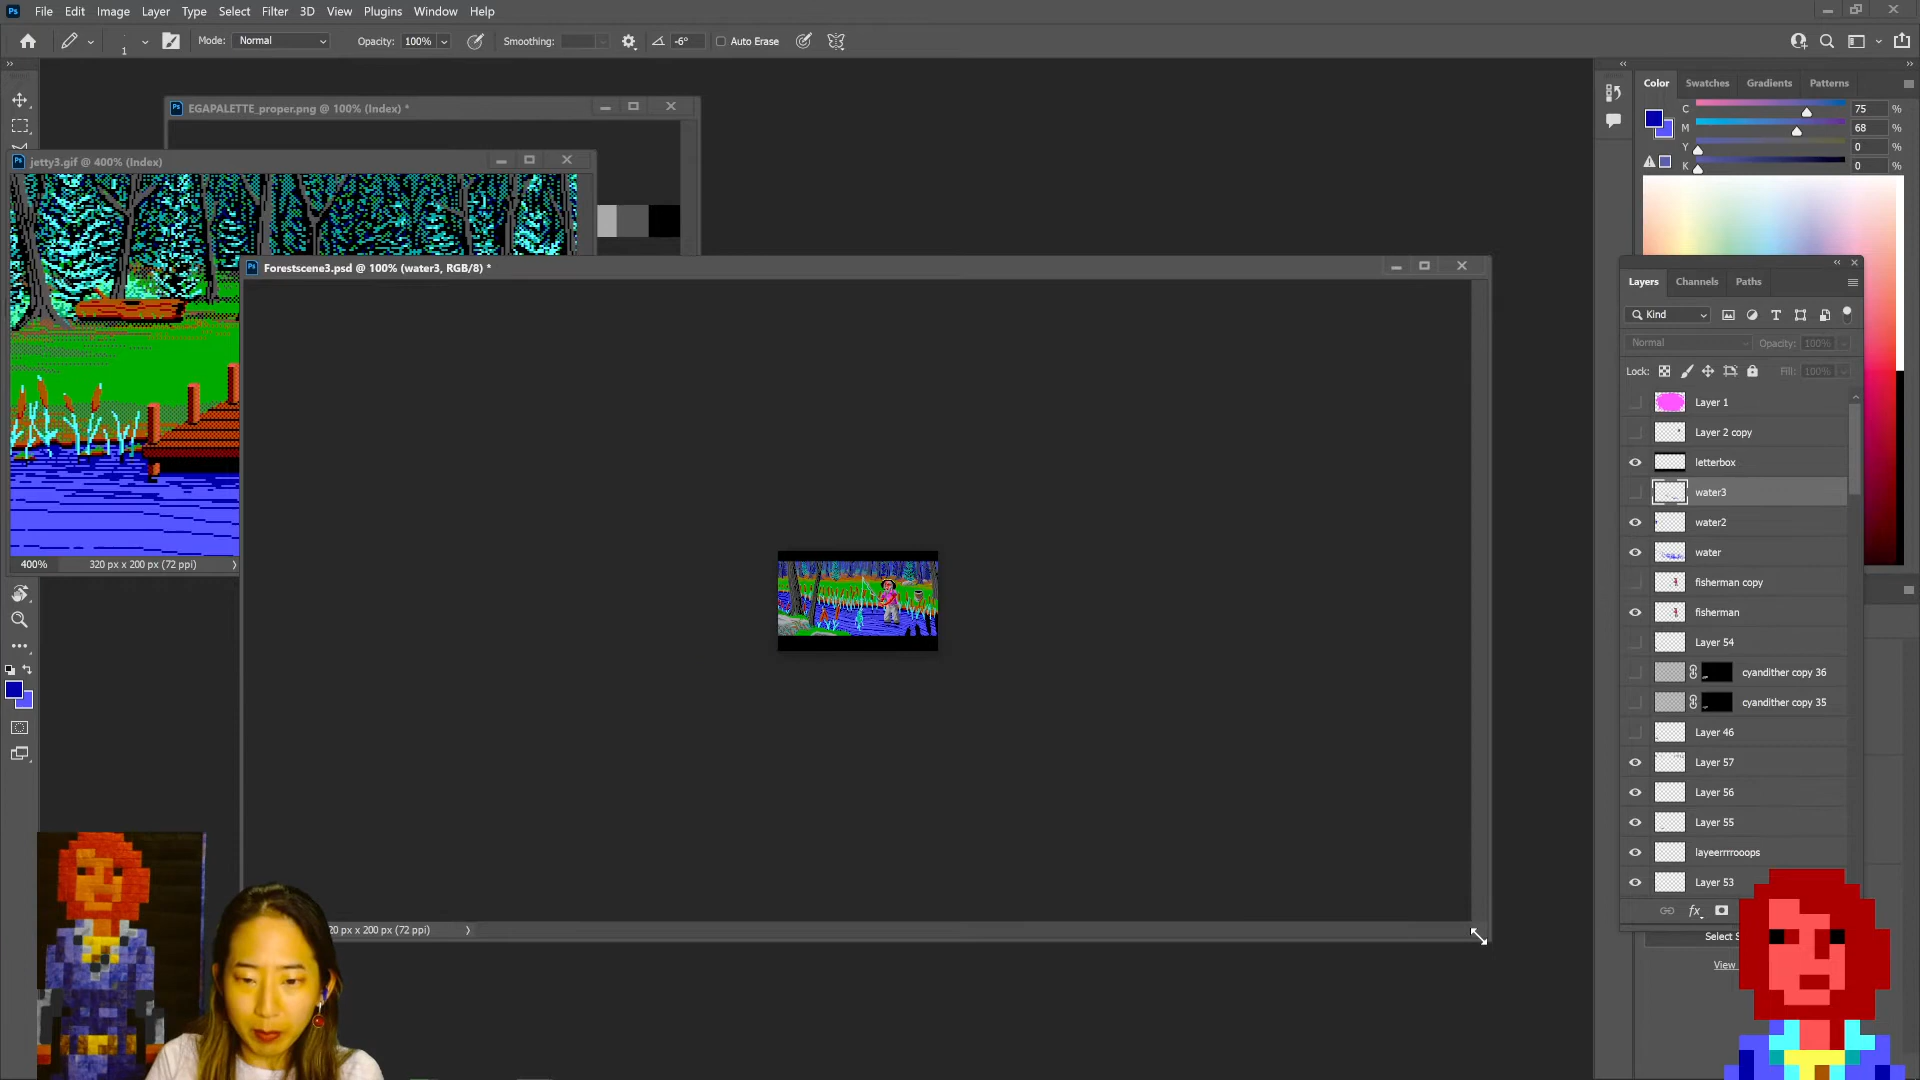 Ps File Edit Image Layer Type Select Filter 3D View Plugins Window Help
1 Mode: Normal Opacity: 100% Smoothing: -6° Auto Erase
Color Swatches Gradients Patterns
EGAPALETTE_proper.png @ 100% (Index) *
C 75 %
M 68 %
Y 0 %
K 0 %
jetty3.gif @ 400% (Index)
Forestscene3.psd @ 100% (water3, RGB/8) *
Layers Channels Paths
Kind
Normal Opacity: 100%
Lock: Fill: 100%
Layer 1
Layer 2 copy
letterbox
water3
water2
water
fisherman copy
fisherman
Layer 54
cyandither copy 36
cyandither copy 35
Layer 46
Layer 57
Layer 56
Layer 55
layeerrrrooops
Layer 53
400% 320 px x 200 px (72 ppi)
20 px x 200 px (72 ppi)
fx
Select S
View